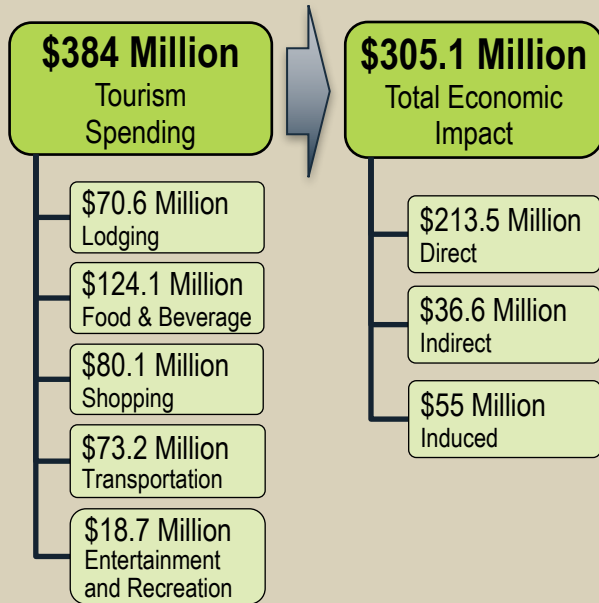 $384 Million
Tourism
Spending
$70.6 Million
Lodging
$124.1 Million
Food & Beverage
$80.1 Million
Shopping
$73.2 Million
Transportation
$18.7 Million
Entertainment
and Recreation
$305.1 Million
Total Economic
Impact
$213.5 Million
Direct
$36.6 Million
Indirect
$55 Million
Induced